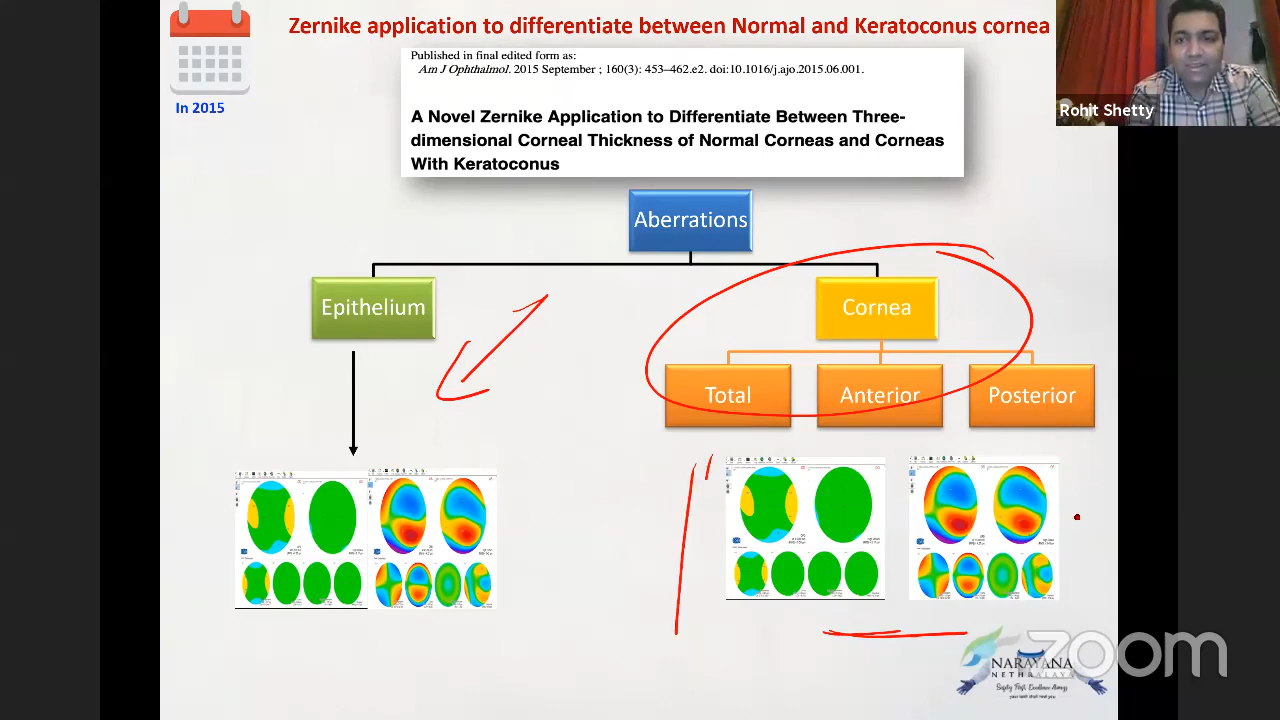 Zernike application to differentiate between Normal and Keratoconus cornea
In 2015
Published in final edited form as:
Am J Ophthalmol. 2015 September ; 160(3): 453–462.e2. doi:10.1016/j.ajo.2015.06.001.
A Novel Zernike Application to Differentiate Between Three-
dimensional Corneal Thickness of Normal Corneas and Corneas
With Keratoconus
Rohit Shetty
Aberrations
Epithelium
Cornea
Total
Anterior
Posterior
zoom
NARAYANA
NETHRALAYA